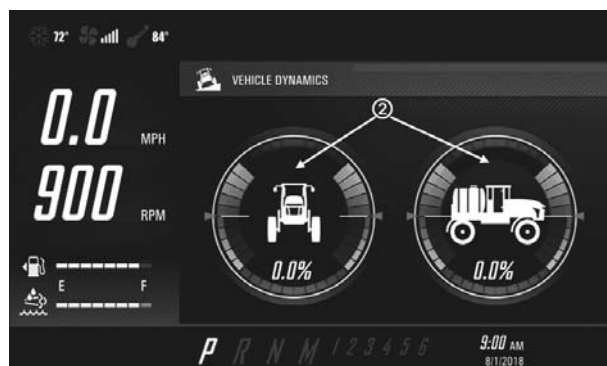 72° 84°
VEHICLE DYNAMICS
2
0.0 MPH
900 RPM
0.0% 0.0%
E F
P R N M 1 2 3 4 5 6
9:00 AM
8/1/2018